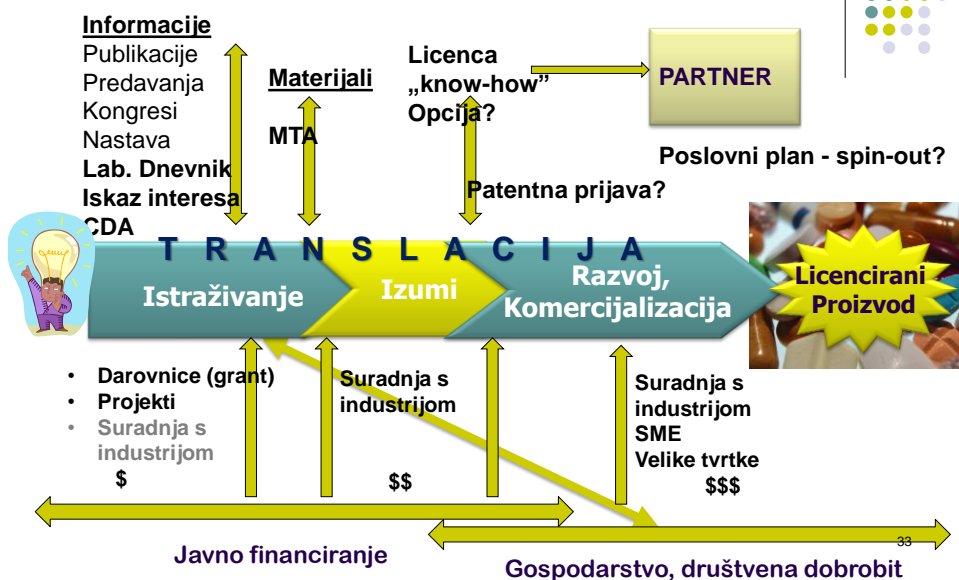 Informacije
Publikacije
Predavanja
Kongresi
Nastava
Lab. Dnevnik
Iskaz interesa
CDA
Materijali
MTA
Licenca
„know-how”
Opcija?
PARTNER
Poslovni plan - spin-out?
Patentna prijava?
T R A N S L A C I J A
Istraživanje
Izumi
Razvoj,
Komercijalizacija
Licencirani
Proizvod
• Darovnice (grant)
• Projekti
• Suradnja s
industrijom
$
Suradnja s
industrijom
$$
Suradnja s
industrijom
SME
Velike tvrtke
$$$
33
Javno financiranje
Gospodarstvo, društvena dobrobit